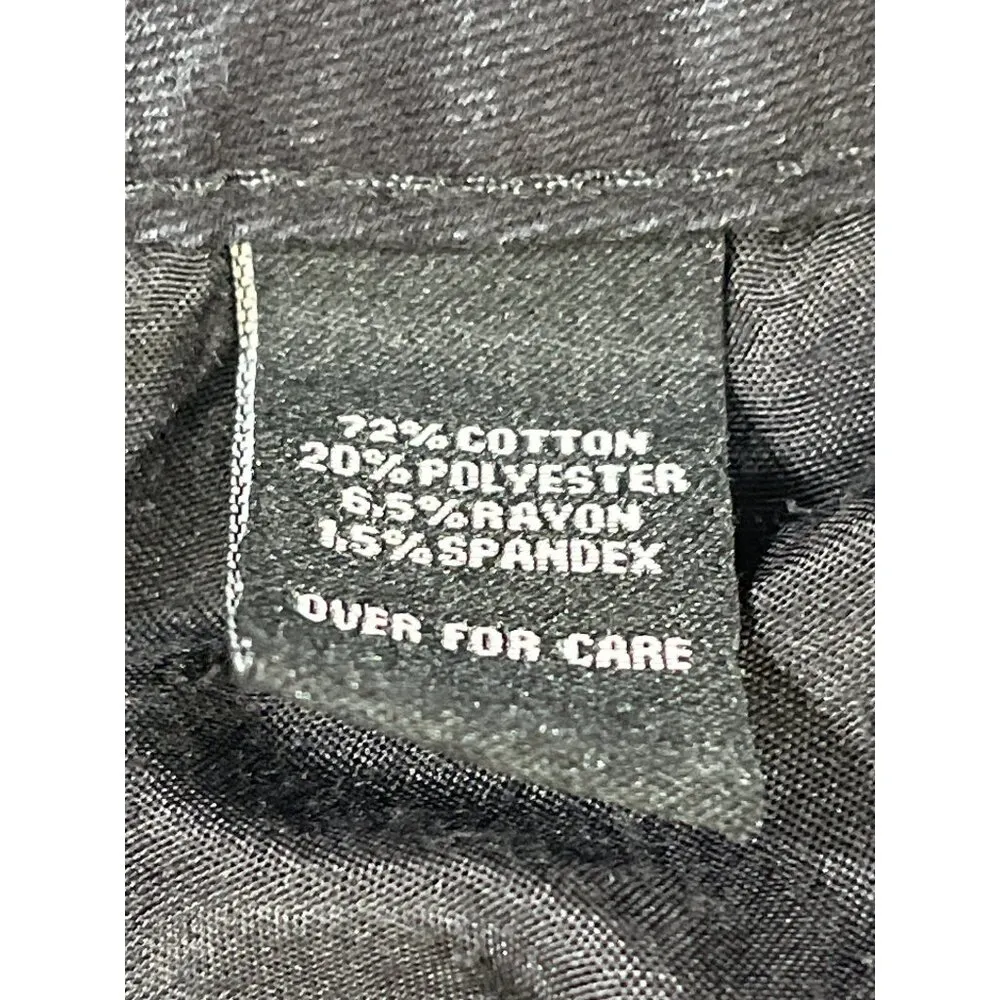 72% COTTON
20% POLYESTER
6.5% RAYON
1.5% SPANDEX
OVER FOR CARE